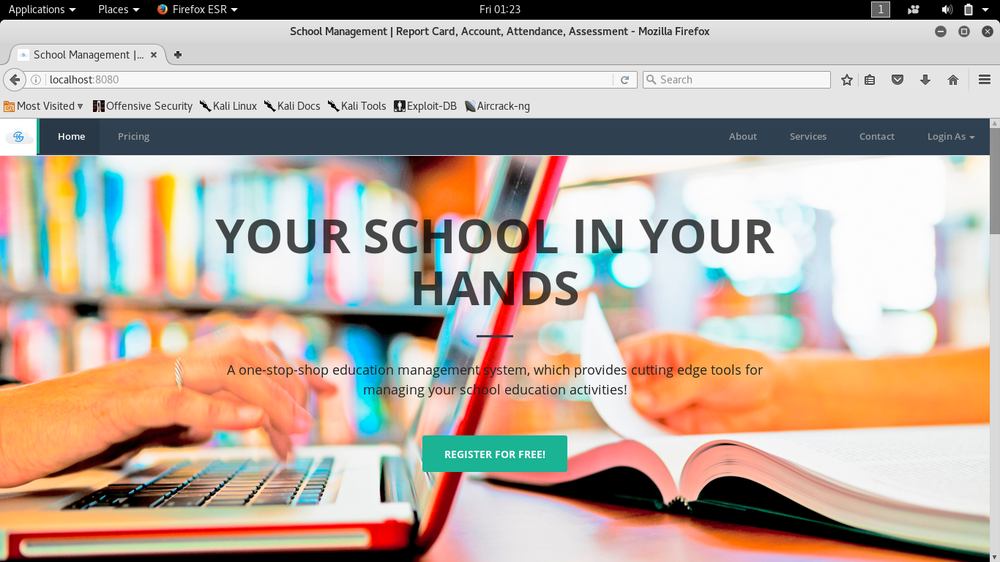 Applications Places Firefox ESR Fri 01:23 1
School Management | Report Card, Account, Attendance, Assessment - Mozilla Firefox
School Management |...
localhost:8080 Search
Most Visited Offensive Security Kali Linux Kali Docs Kali Tools Exploit-DB Aircrack-ng
Home Pricing About Services Contact Login As
YOUR SCHOOL IN YOUR
HANDS
A one-stop-shop education management system, which provides cutting edge tools for
managing your school education activities!
REGISTER FOR FREE!